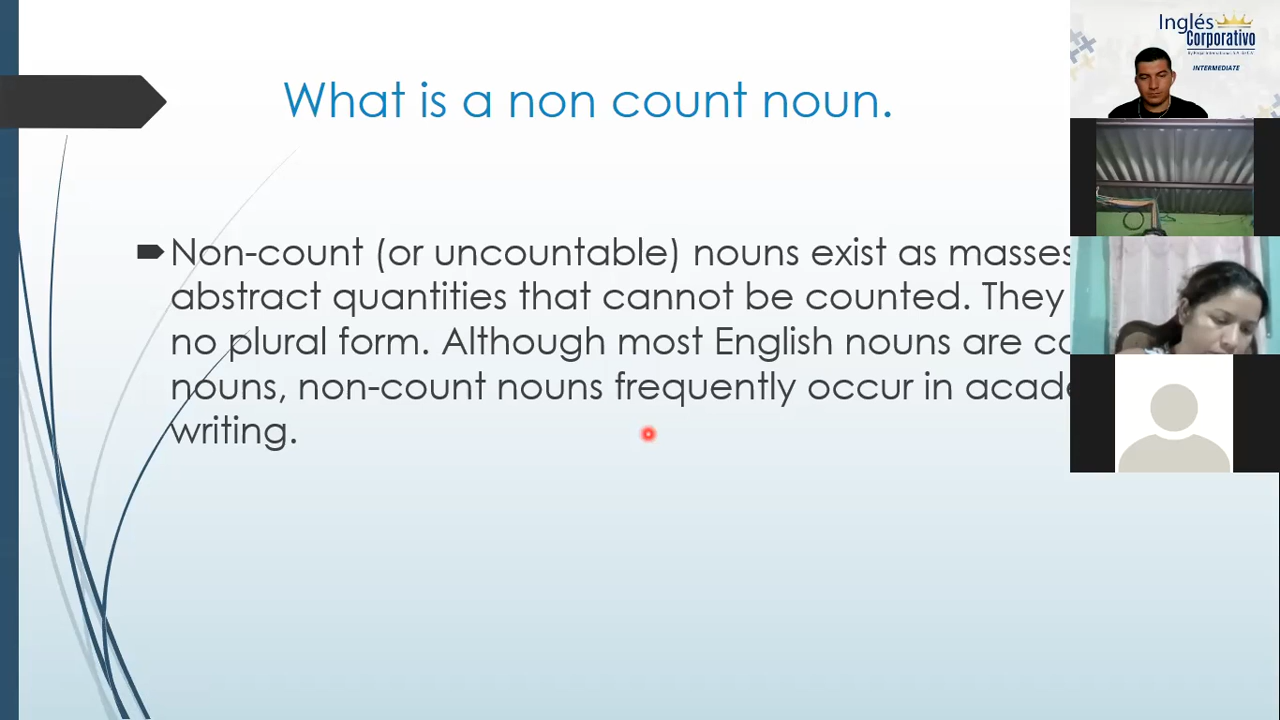 What is a non count noun.
Non-count (or uncountable) nouns exist as masses
abstract quantities that cannot be counted. They
no plural form. Although most English nouns are
nouns, non-count nouns frequently occur in
writing.
Inglés
Corporativo
INTERMEDIATE